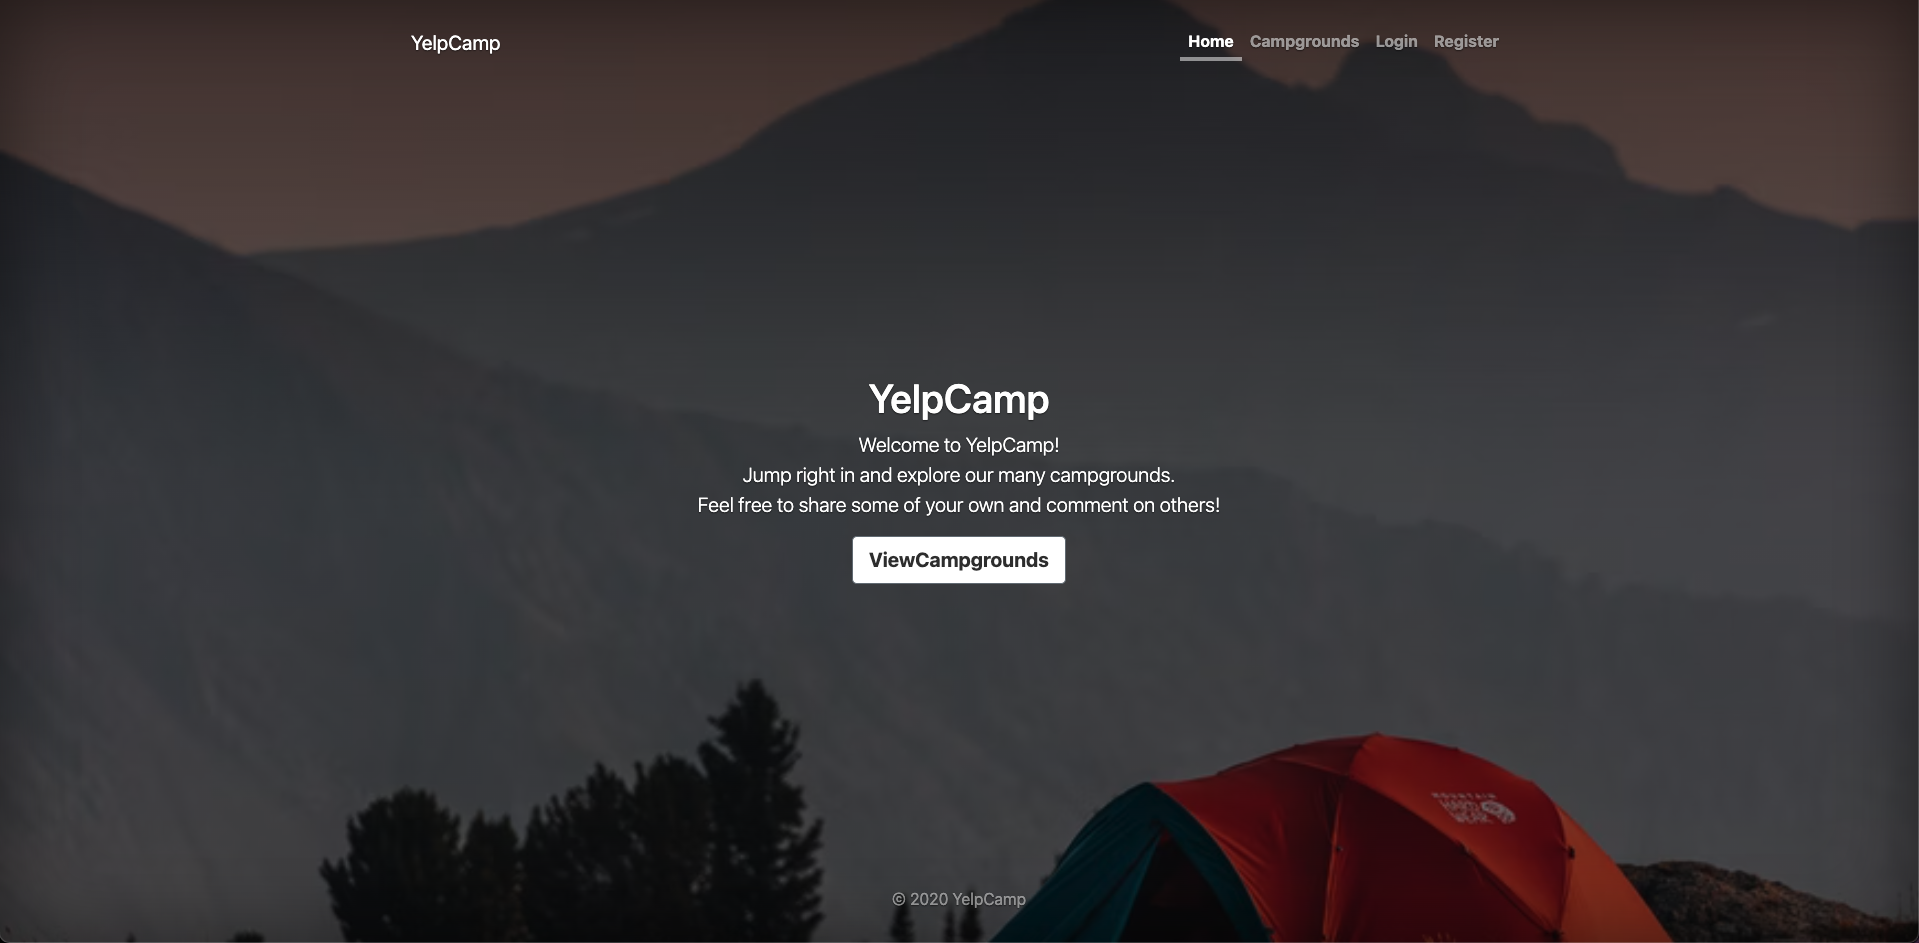 YelpCamp
Home Campgrounds Login Register
YelpCamp
Welcome to YelpCamp!
Jump right in and explore our many campgrounds.
Feel free to share some of your own and comment on others!
ViewCampgrounds
MOUNTAIN
HARD
WEAR
© 2020 YelpCamp